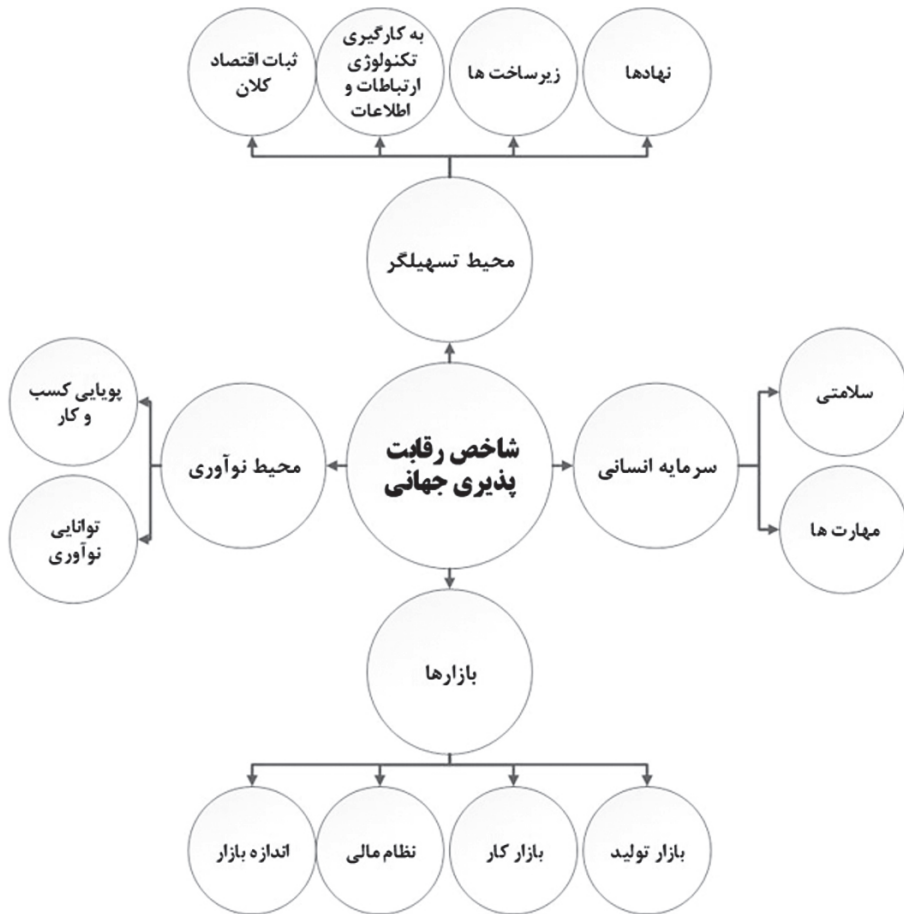 نهادها
زیرساخت ها
به کارگیری
تکنولوژی
ارتباطات و
اطلاعات
ثبات اقتصاد
کلان
محیط تسهیلگر
سلامتی
مهارت ها
سرمایه انسانی
شاخص رقابت
پذیری جهانی
محیط نوآوری
پویایی کسب
و کار
توانایی
نوآوری
بازارها
بازار تولید
بازار کار
نظام مالی
اندازه بازار